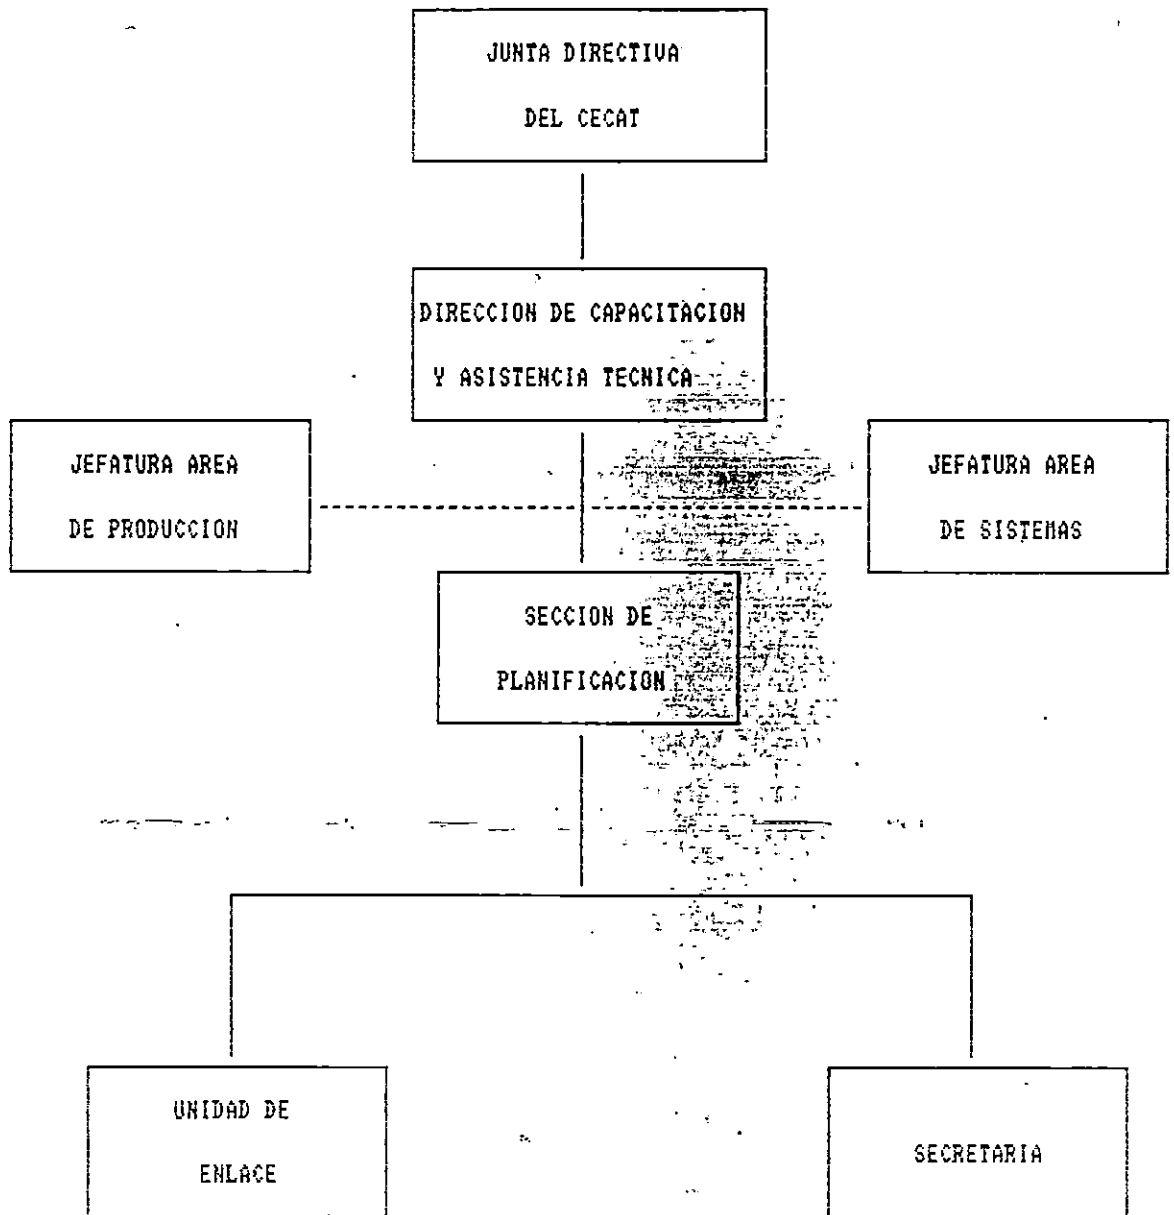 JUNTA DIRECTIVA
DEL CECAT
DIRECCION DE CAPACITACION
Y ASISTENCIA TECNICA
JEFATURA AREA
DE PRODUCCION
JEFATURA AREA
DE SISTEMAS
SECCION DE
PLANIFICACION
UNIDAD DE
ENLACE
SECRETARIA